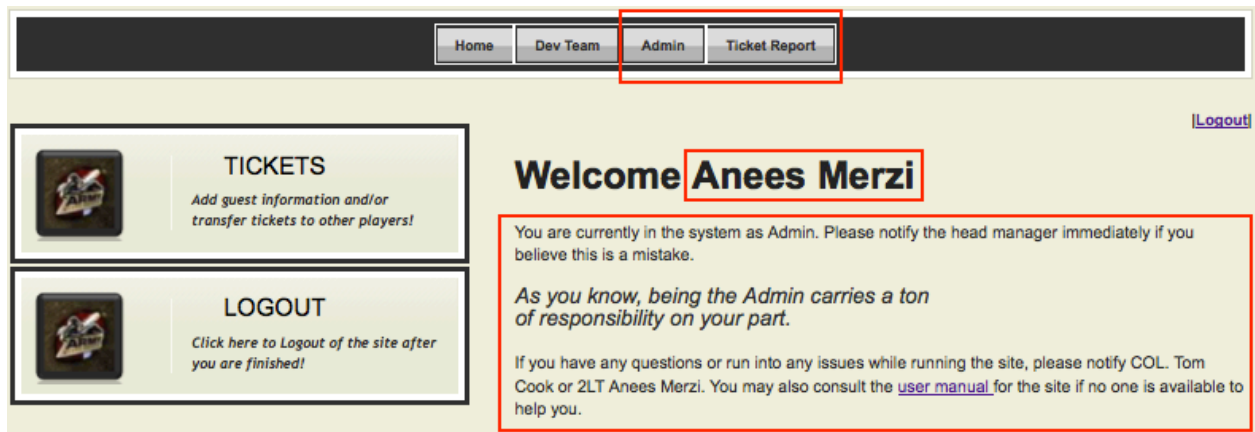 Home Dev Team Admin Ticket Report
|Logout|
TICKETS
Add guest information and/or
transfer tickets to other players!
ARMY
LOGOUT
Click here to Logout of the site after
you are finished!
ARMY
Welcome Anees Merzi
You are currently in the system as Admin. Please notify the head manager immediately if you
believe this is a mistake.
As you know, being the Admin carries a ton
of responsibility on your part.
If you have any questions or run into any issues while running the site, please notify COL. Tom
Cook or 2LT Anees Merzi. You may also consult the user manual for the site if no one is available to
help you.